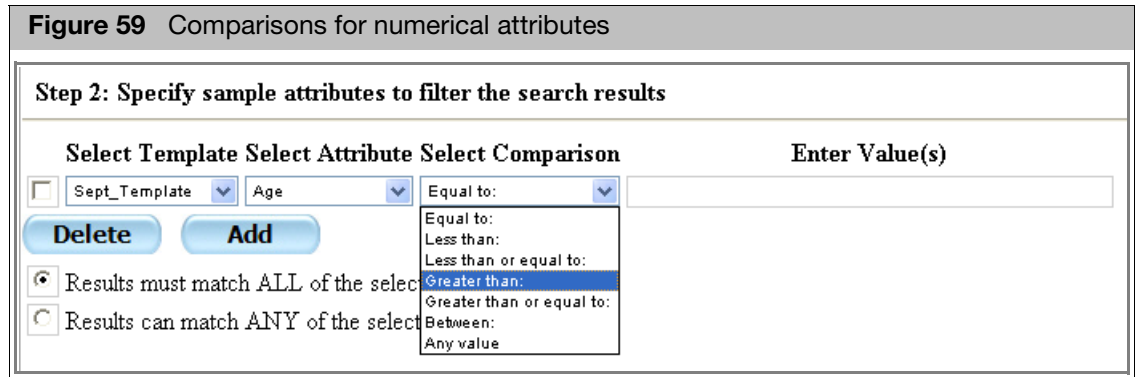 Figure 59 Comparisons for numerical attributes
Step 2: Specify sample attributes to filter the search results
Select Template Select Attribute Select Comparison Enter Value(s)
Sept_Template Age Equal to:
Equal to:
Less than:
Less than or equal to:
Greater than:
Greater than or equal to:
Between:
Any value
Delete Add
Results must match ALL of the selec
Results can match ANY of the select